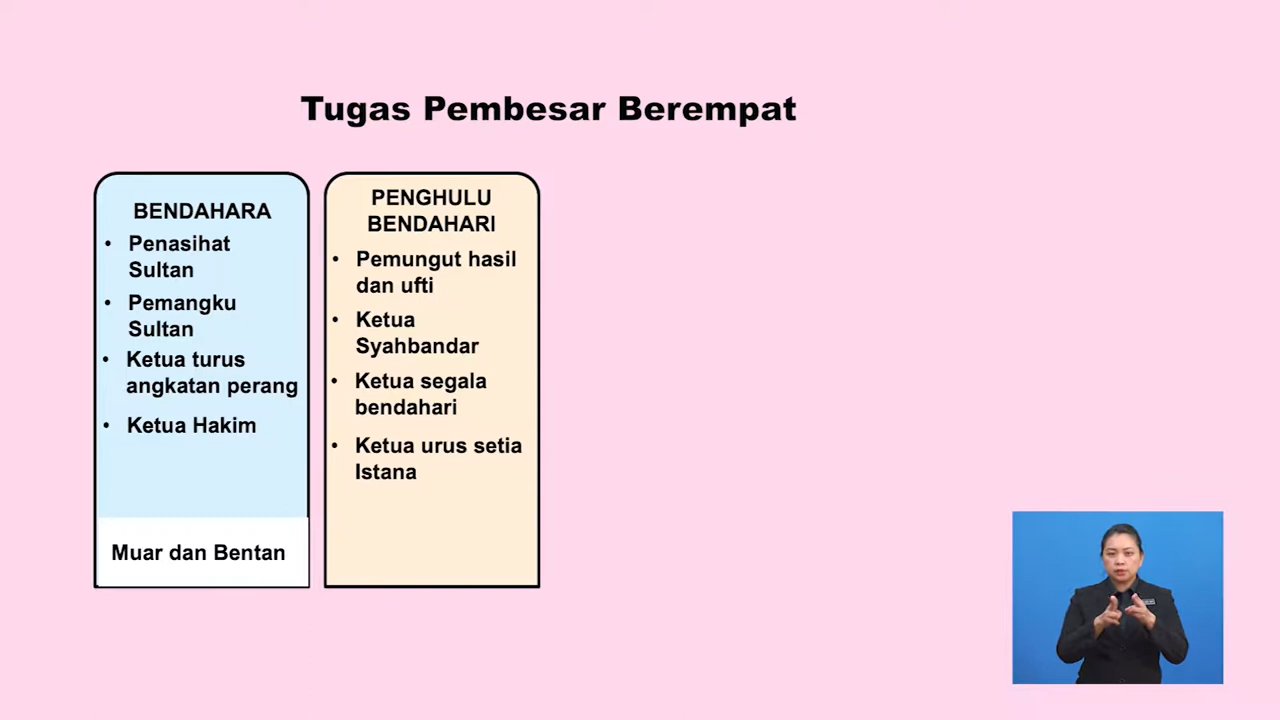 Tugas Pembesar Berempat
BENDAHARA
• Penasihat
Sultan
• Pemangku
Sultan
• Ketua turus
angkatan perang
• Ketua Hakim
Muar dan Bentan
PENGHULU
BENDAHARI
• Pemungut hasil
dan ufti
• Ketua
Syahbandar
• Ketua segala
bendahari
• Ketua urus setia
Istana